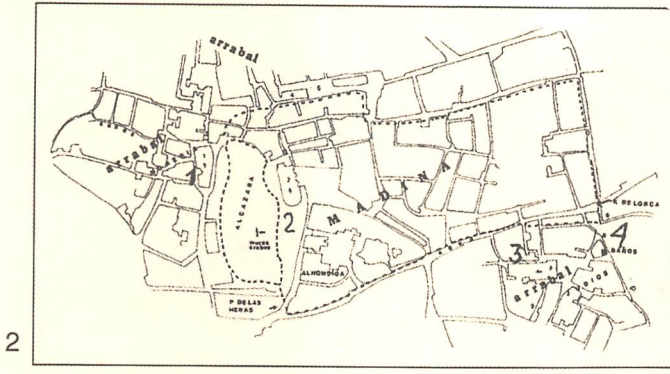 arrabal
arrabal
1
ALCAZABA
2
MADINA
ALHONDIGA
P. DE LAS
HERAS
P. DE LORCA
3
4
BAÑOS
arrabal
2